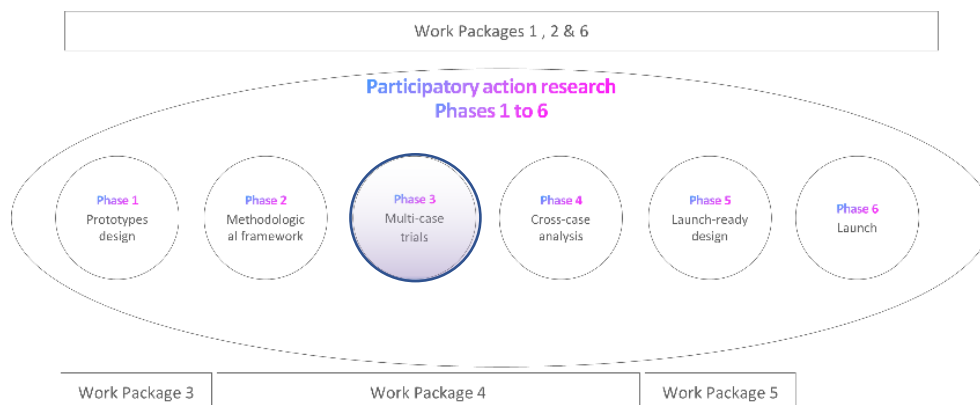 Work Packages 1 , 2 & 6
Participatory action research
Phases 1 to 6
Phase 1
Prototypes
design
Phase 2
Methodologic
al framework
Phase 3
Multi-case
trials
Phase 4
Cross-case
analysis
Phase 5
Launch-ready
design
Phase 6
Launch
Work Package 3
Work Package 4
Work Package 5